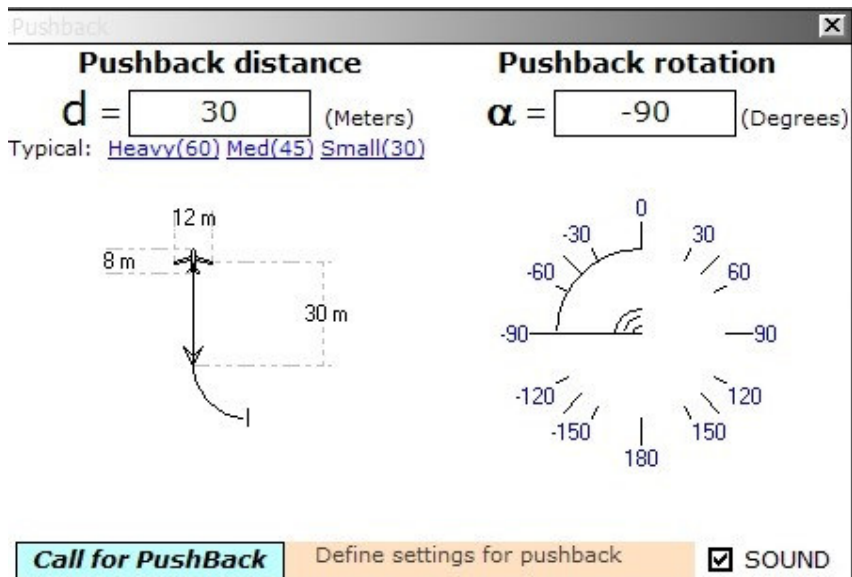 Pushback
Pushback distance
d = 30 (Meters)
Typical: Heavy(60) Med(45) Small(30)
12 m
8 m
30 m
Pushback rotation
α = -90 (Degrees)
0
-30 30
-60 60
-90 90
-120 120
-150 150
180
Call for PushBack
Define settings for pushback
SOUND